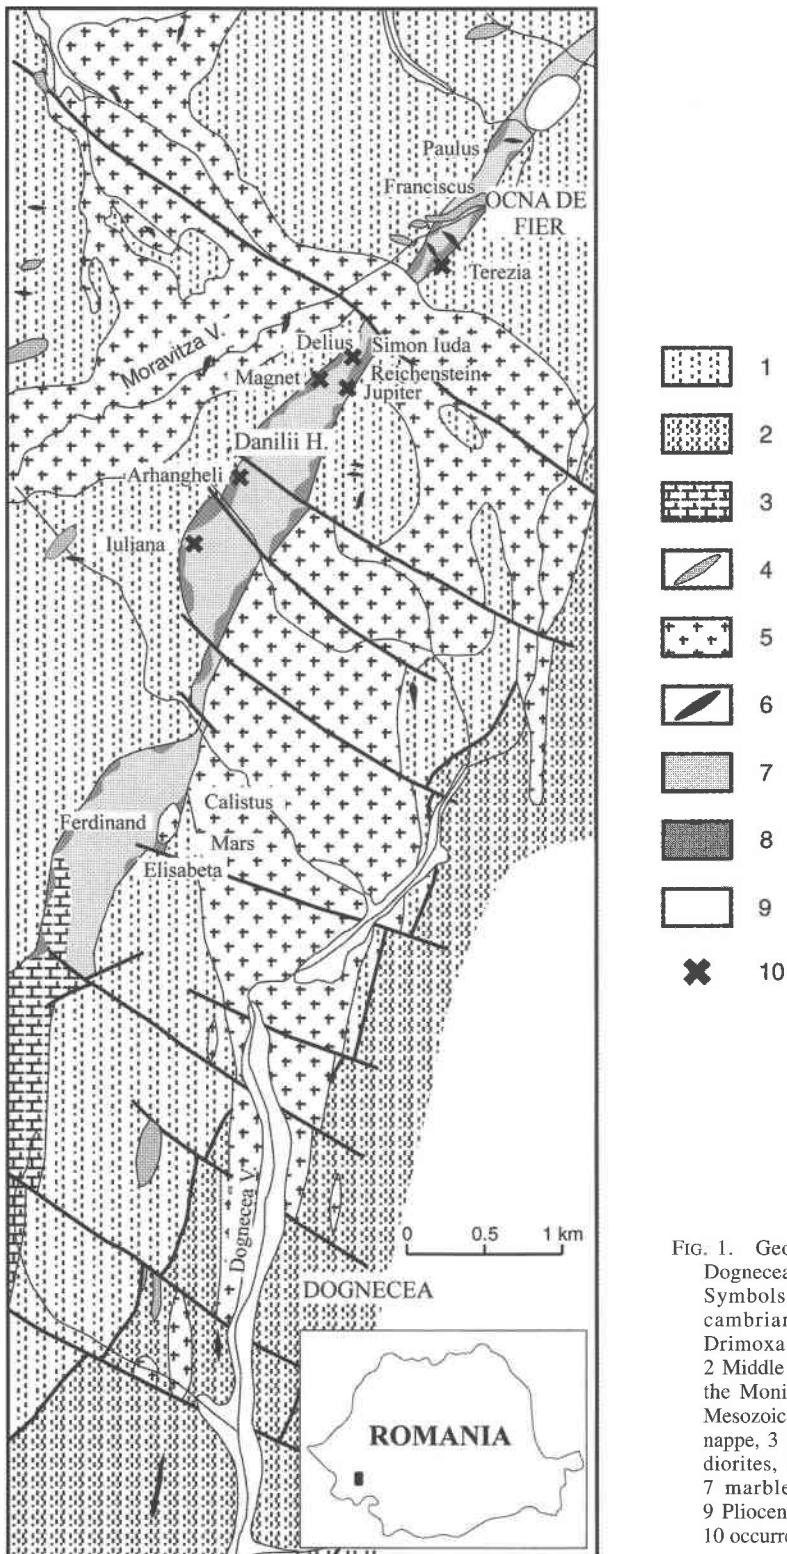 Paulus
Franciscus
OCNA DE
FIER
Terezia
Moravitza V.
Delius
Simon Iuda
Magnet
Reichenstein
Jupiter
Danilii H.
Arhangheli
Iuljana
Calistus
Ferdinand
Mars
Elisabeta
Dognecea V.
0 0.5 1 km
DOGNECEA
ROMANIA
1
2
3
4
5
6
7
8
9
10
FIG. 1. Geo
Dognecea
Symbols
cambrian
Drimoxa
2 Middle
the Moni
Mesozoic
nappe, 3
diorites,
7 marble
9 Pliocen
10 occurre